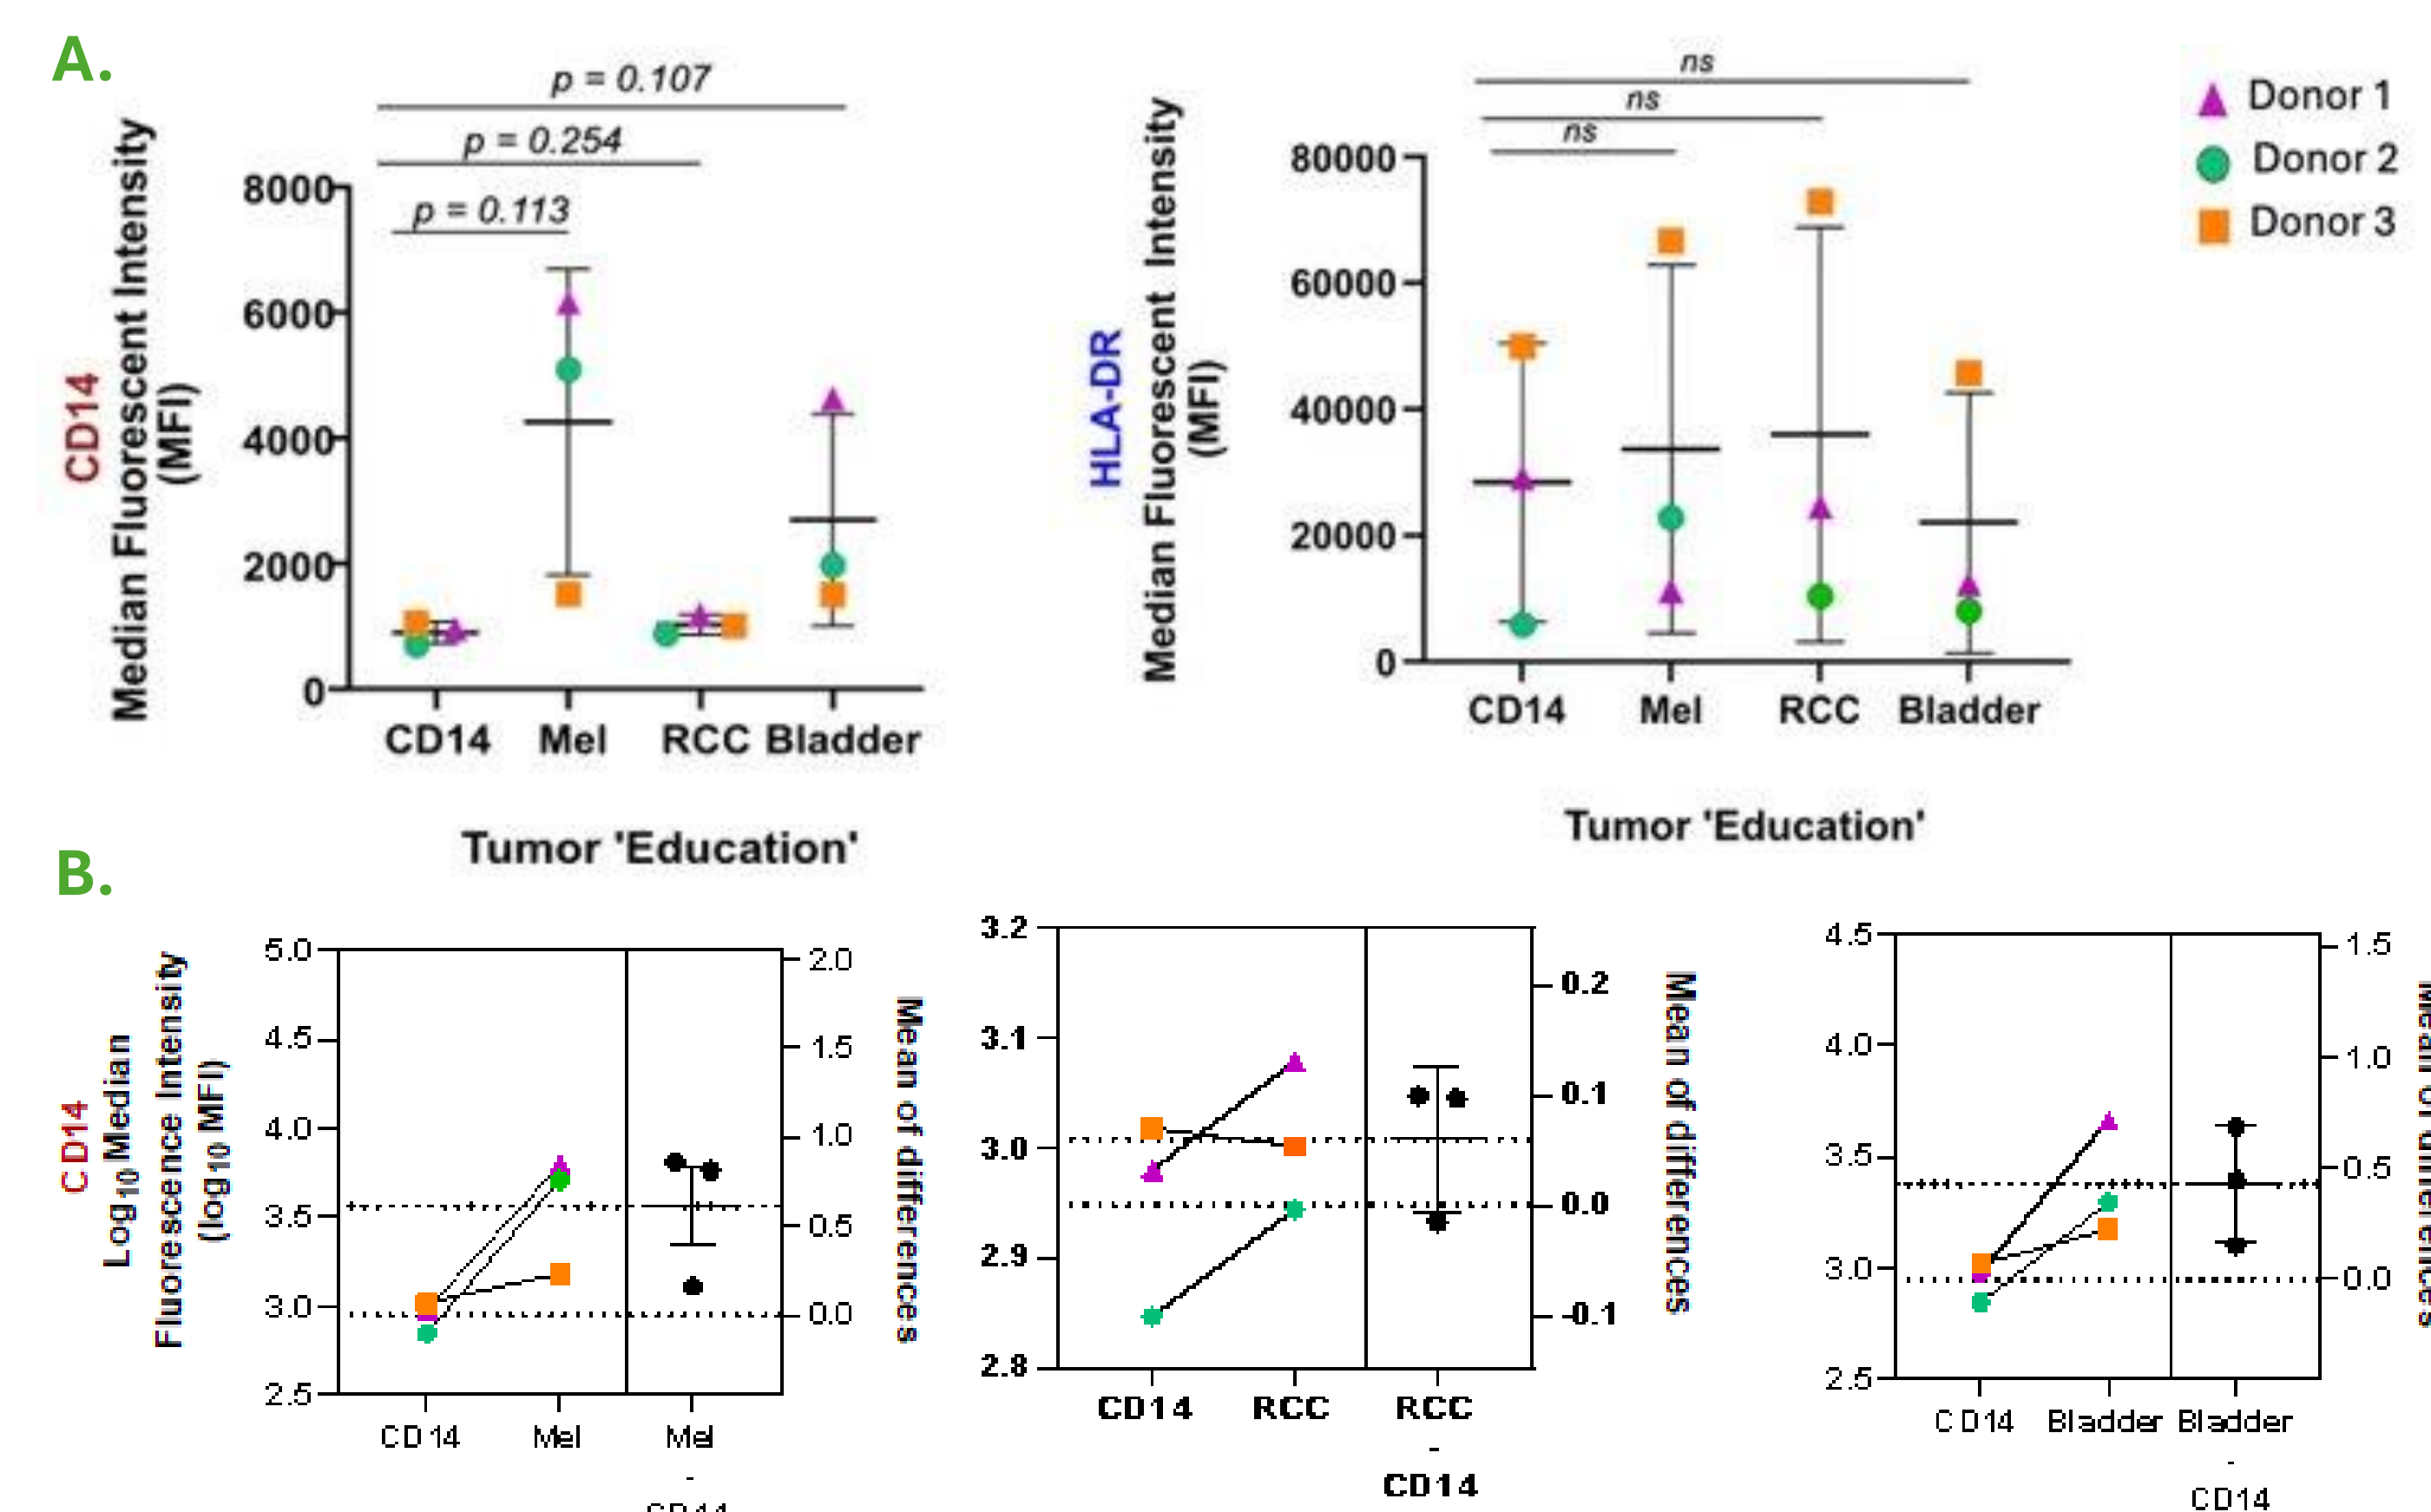 A.
CD14
Median Fluorescent Intensity
(MFI)
p = 0.107
p = 0.254
p = 0.113
8000
6000
4000
2000
0
CD14 Mel RCC Bladder
Tumor 'Education'
HLA-DR
Median Fluorescent Intensity
(MFI)
ns
ns
ns
80000
60000
40000
20000
0
CD14 Mel RCC Bladder
Tumor 'Education'
Donor 1
Donor 2
Donor 3
B.
CD14
Log10 Median
Fluorescence Intensity
(log10 MFI)
5.0
4.5
4.0
3.5
3.0
2.5
2.0
1.5
1.0
0.5
0.0
Mean of differences
CD14 Mel Mel
-
CD14
3.2
3.1
3.0
2.9
2.8
0.2
0.1
0.0
-0.1
Mean of differences
CD14 RCC RCC
-
CD14
4.5
4.0
3.5
3.0
2.5
1.5
1.0
0.5
0.0
Mean of differences
CD14 Bladder Bladder
-
CD14